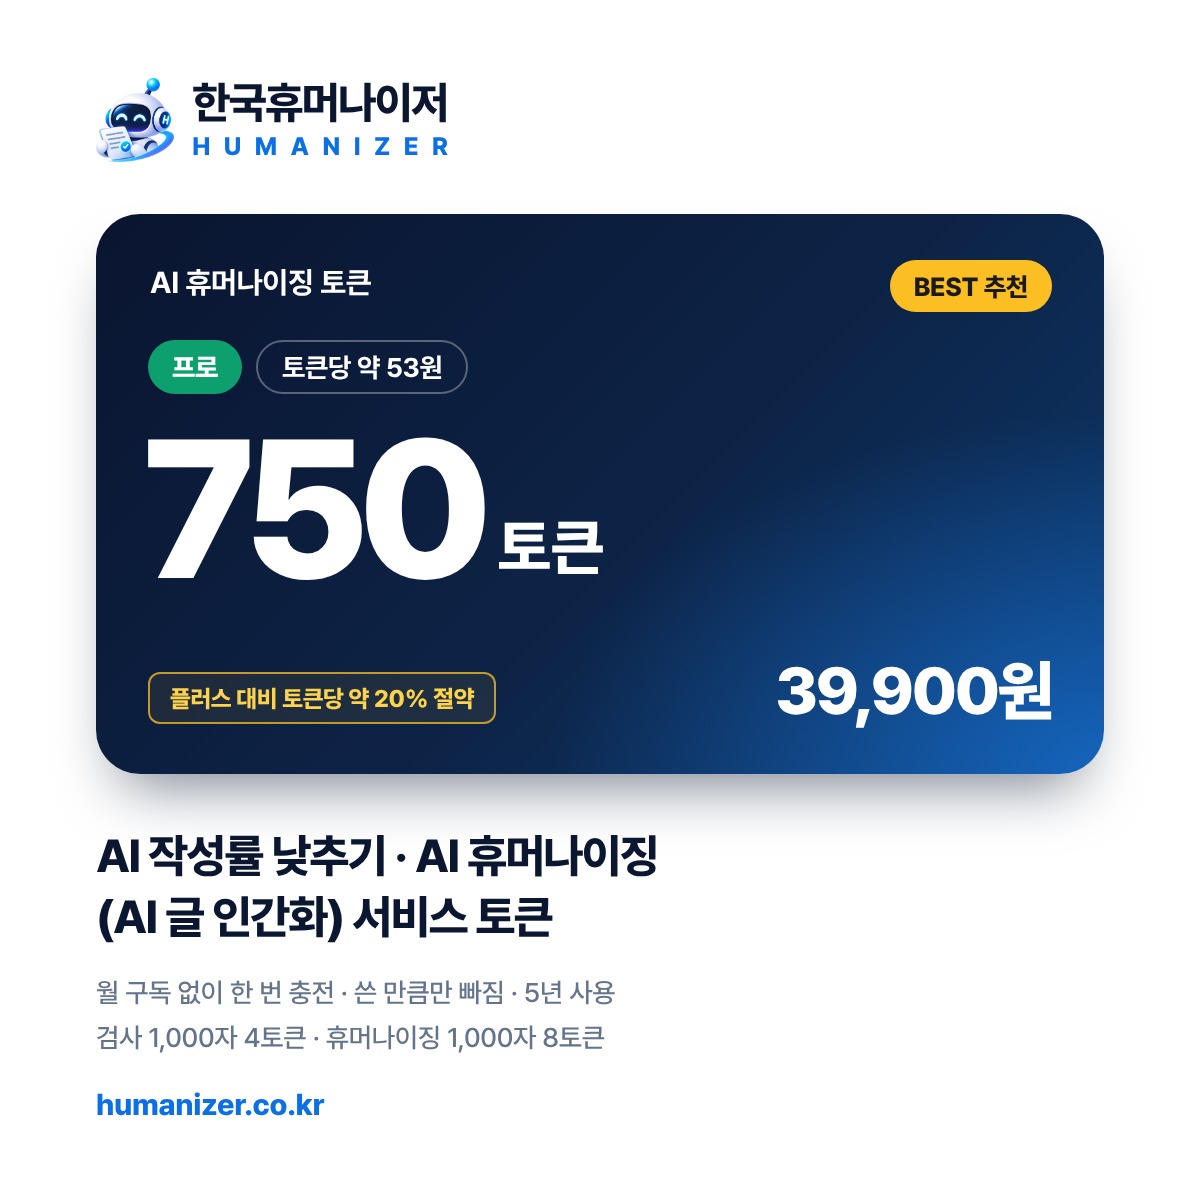 한국휴머나이저
HUMANIZER
AI 휴머나이징 토큰
BEST 추천
프로
토큰당 약 53원
750 토큰
플러스 대비 토큰당 약 20% 절약
39,900원
AI 작성률 낮추기 · AI 휴머나이징
(AI 글 인간화) 서비스 토큰
월 구독 없이 한 번 충전 · 쓴 만큼만 빠짐 · 5년 사용
검사 1,000자 4토큰 · 휴머나이징 1,000자 8토큰
humanizer.co.kr